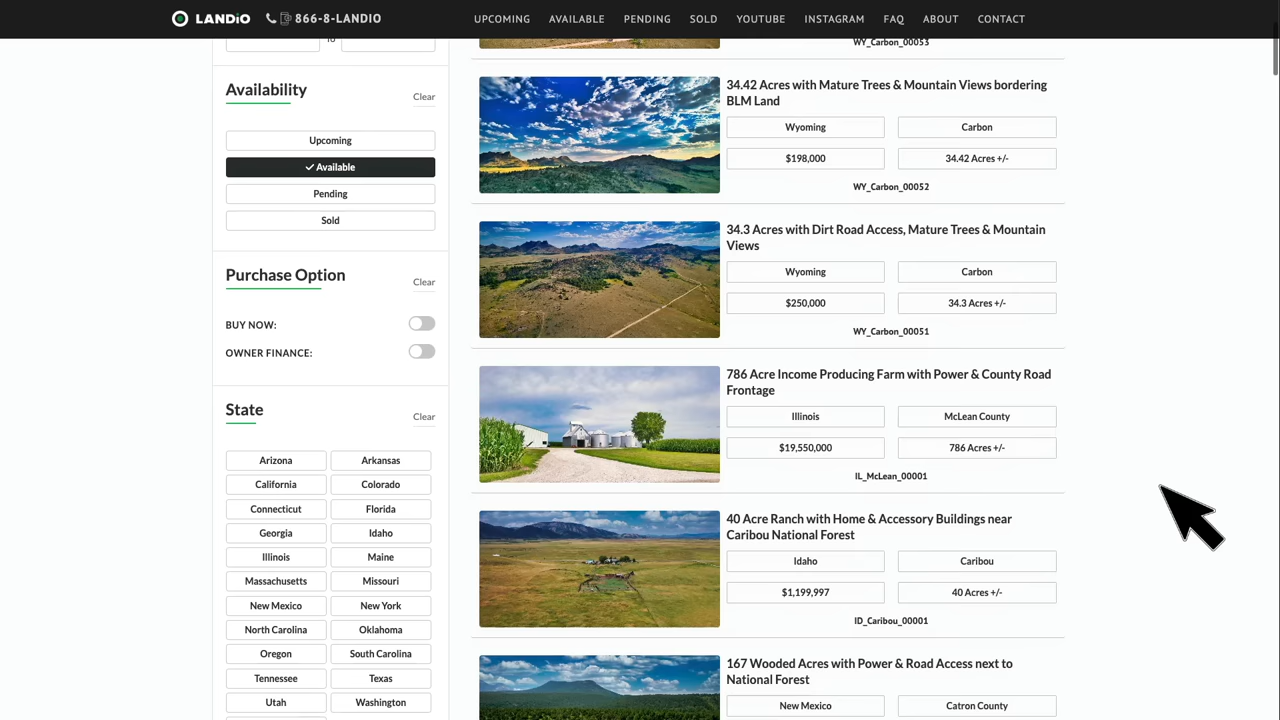 LANDiO
866-8-LANDIO
UPCOMING
AVAILABLE
PENDING
SOLD
YOUTUBE
INSTAGRAM
FAQ
ABOUT
CONTACT
To
Availability
Clear
Upcoming
Available
Pending
Sold
Purchase Option
Clear
BUY NOW:
OWNER FINANCE:
State
Clear
Arizona
Arkansas
California
Colorado
Connecticut
Florida
Georgia
Idaho
Illinois
Maine
Massachusetts
Missouri
New Mexico
New York
North Carolina
Oklahoma
Oregon
South Carolina
Tennessee
Texas
Utah
Washington
WY_Carbon_00053
34.42 Acres with Mature Trees & Mountain Views bordering
BLM Land
Wyoming
Carbon
$198,000
34.42 Acres +/-
WY_Carbon_00052
34.3 Acres with Dirt Road Access, Mature Trees & Mountain
Views
Wyoming
Carbon
$250,000
34.3 Acres +/-
WY_Carbon_00051
786 Acre Income Producing Farm with Power & County Road
Frontage
Illinois
McLean County
$19,550,000
786 Acres +/-
IL_McLean_00001
40 Acre Ranch with Home & Accessory Buildings near
Caribou National Forest
Idaho
Caribou
$1,199,997
40 Acres +/-
ID_Caribou_00001
167 Wooded Acres with Power & Road Access next to
National Forest
New Mexico
Catron County